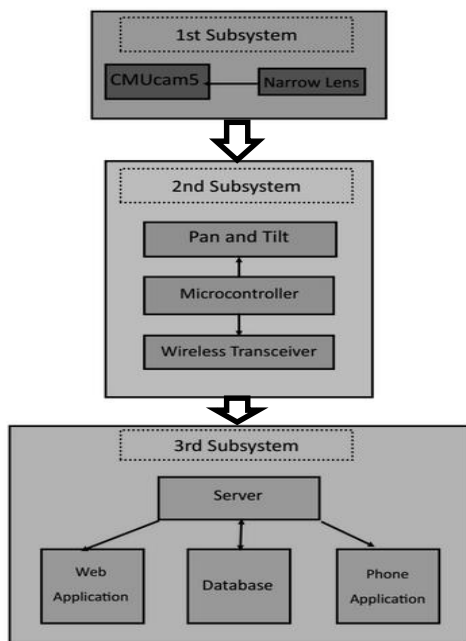 1st Subsystem
CMUcam5
Narrow Lens
2nd Subsystem
Pan and Tilt
Microcontroller
Wireless Transceiver
3rd Subsystem
Server
Web
Application
Database
Phone
Application